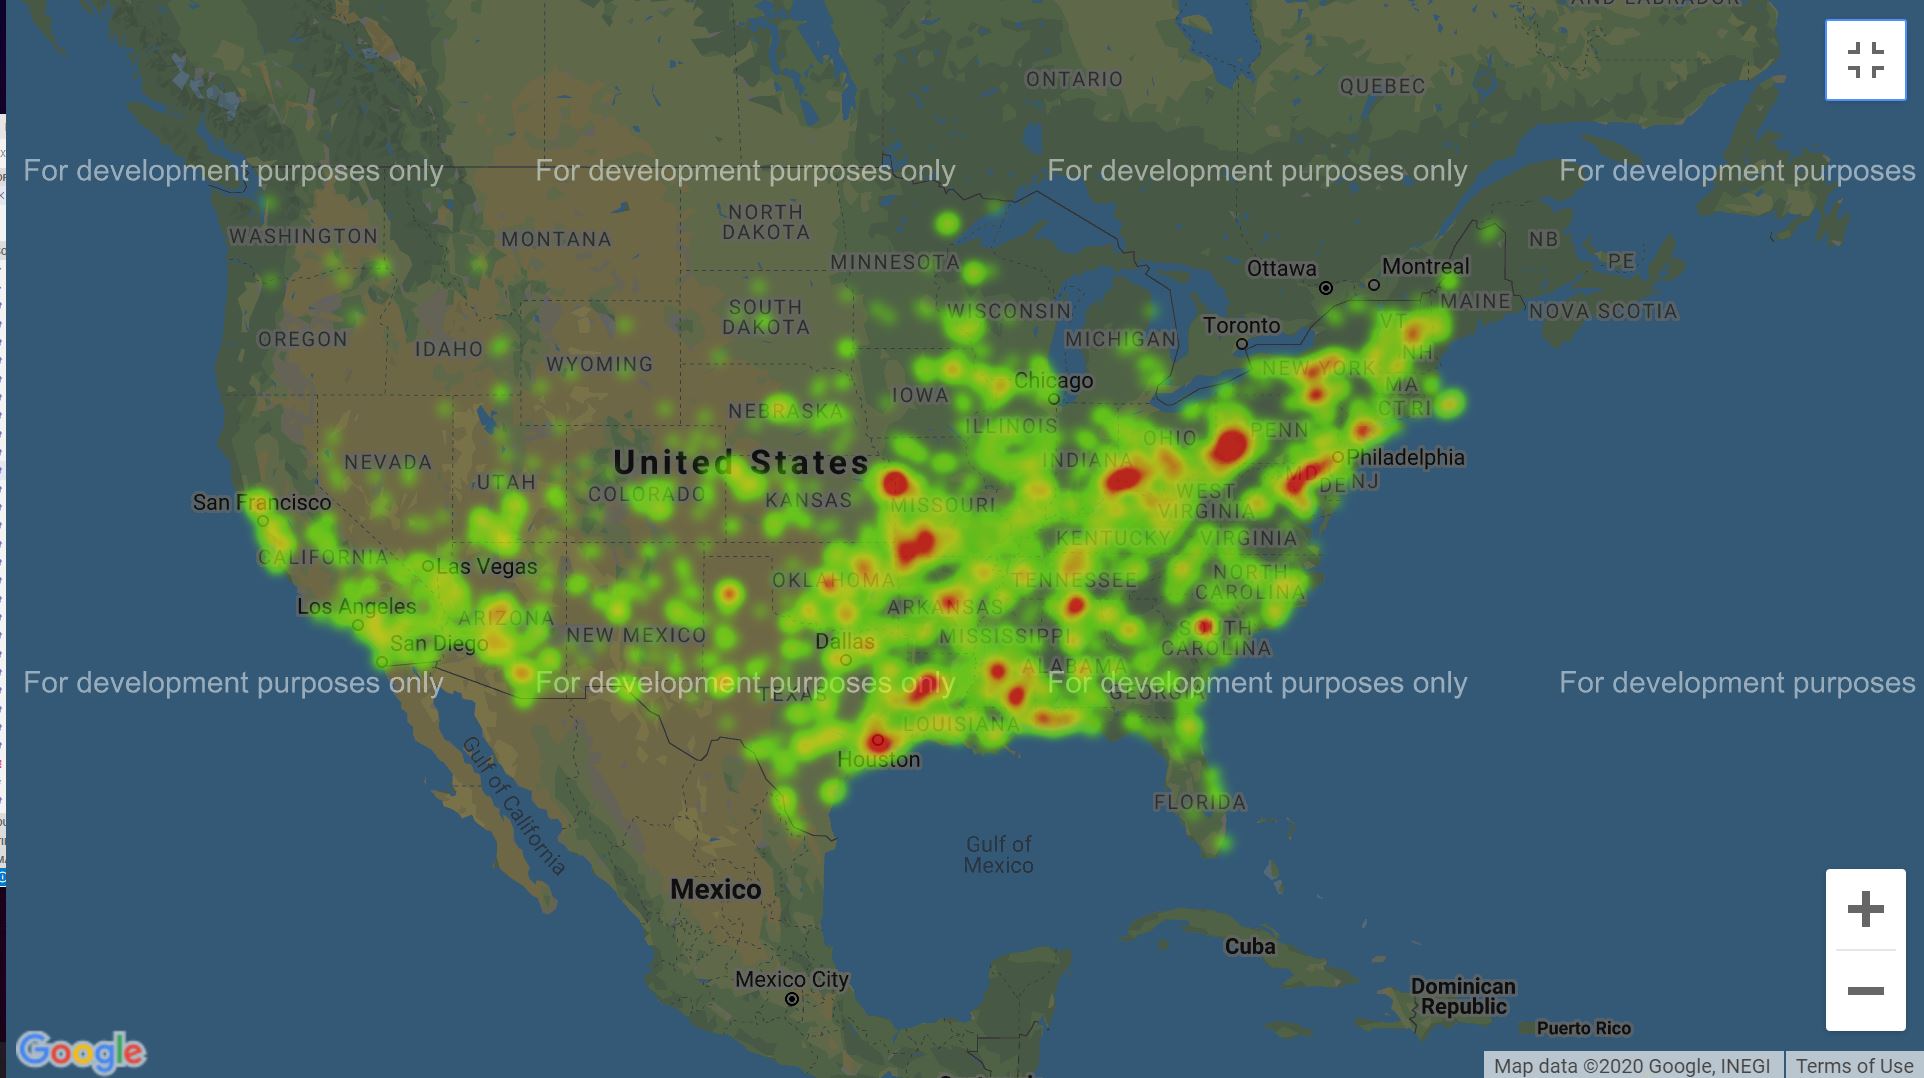 AND LABRADOR
ONTARIO
QUEBEC
For development purposes only
For development purposes only
For development purposes only
For development purposes
NORTH
DAKOTA
WASHINGTON
MONTANA
NB
MINNESOTA
PE
Ottawa
Montreal
MAINE
NOVA SCOTIA
SOUTH
DAKOTA
WISCONSIN
VT
Toronto
OREGON
IDAHO
MICHIGAN
NH
WYOMING
NEW YORK
Chicago
MA
IOWA
CT RI
NEBRASKA
ILLINOIS
OHIO
PENN
United States
NEVADA
INDIANA
Philadelphia
UTAH
COLORADO
KANSAS
MISSOURI
WEST
VIRGINIA
MD
DE
NJ
San Francisco
CALIFORNIA
KENTUCKY
VIRGINIA
Las Vegas
OKLAHOMA
TENNESSEE
NORTH
CAROLINA
Los Angeles
ARIZONA
ARKANSAS
NEW MEXICO
Dallas
MISSISSIPPI
SOUTH
CAROLINA
San Diego
ALABAMA
For development purposes only
For development purposes only
For development purposes only
For development purposes
TEXAS
GEORGIA
LOUISIANA
Houston
Gulf of California
FLORIDA
Gulf of
Mexico
Mexico
Cuba
Mexico City
Dominican
Republic
Puerto Rico
Google
Map data ©2020 Google, INEGI
Terms of Use